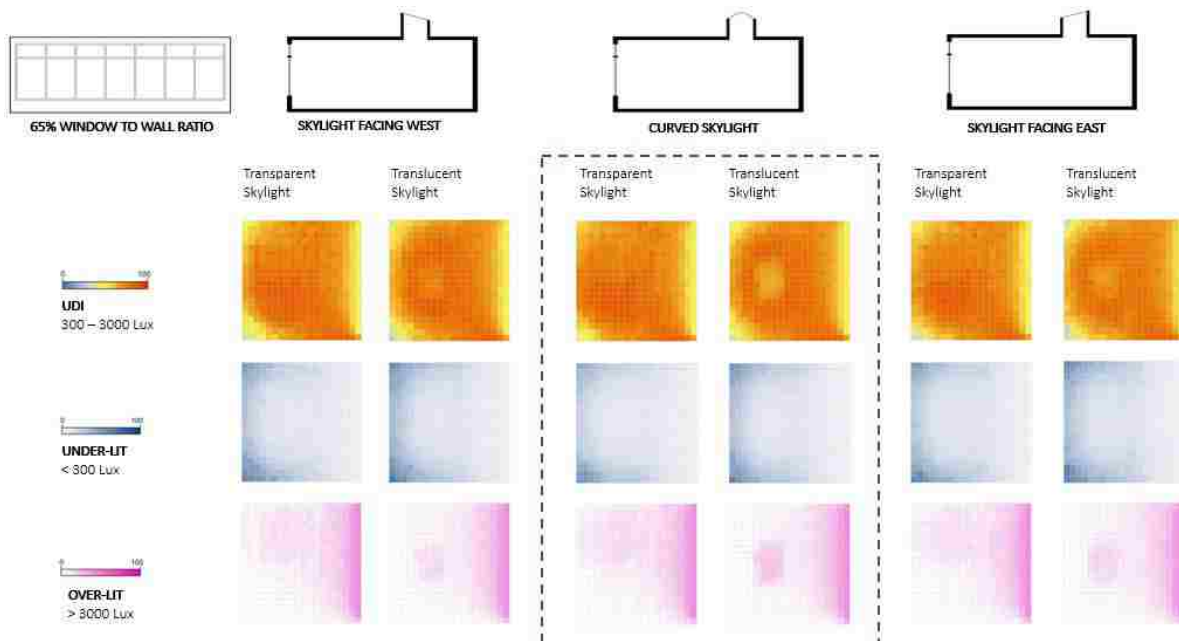 65% WINDOW TO WALL RATIO
SKYLIGHT FACING WEST
CURVED SKYLIGHT
SKYLIGHT FACING EAST
Transparent
Skylight
Translucent
Skylight
Transparent
Skylight
Translucent
Skylight
Transparent
Skylight
Translucent
Skylight
0 100
UDI
300 – 3000 Lux
0 100
UNDER-LIT
< 300 Lux
0 100
OVER-LIT
> 3000 Lux